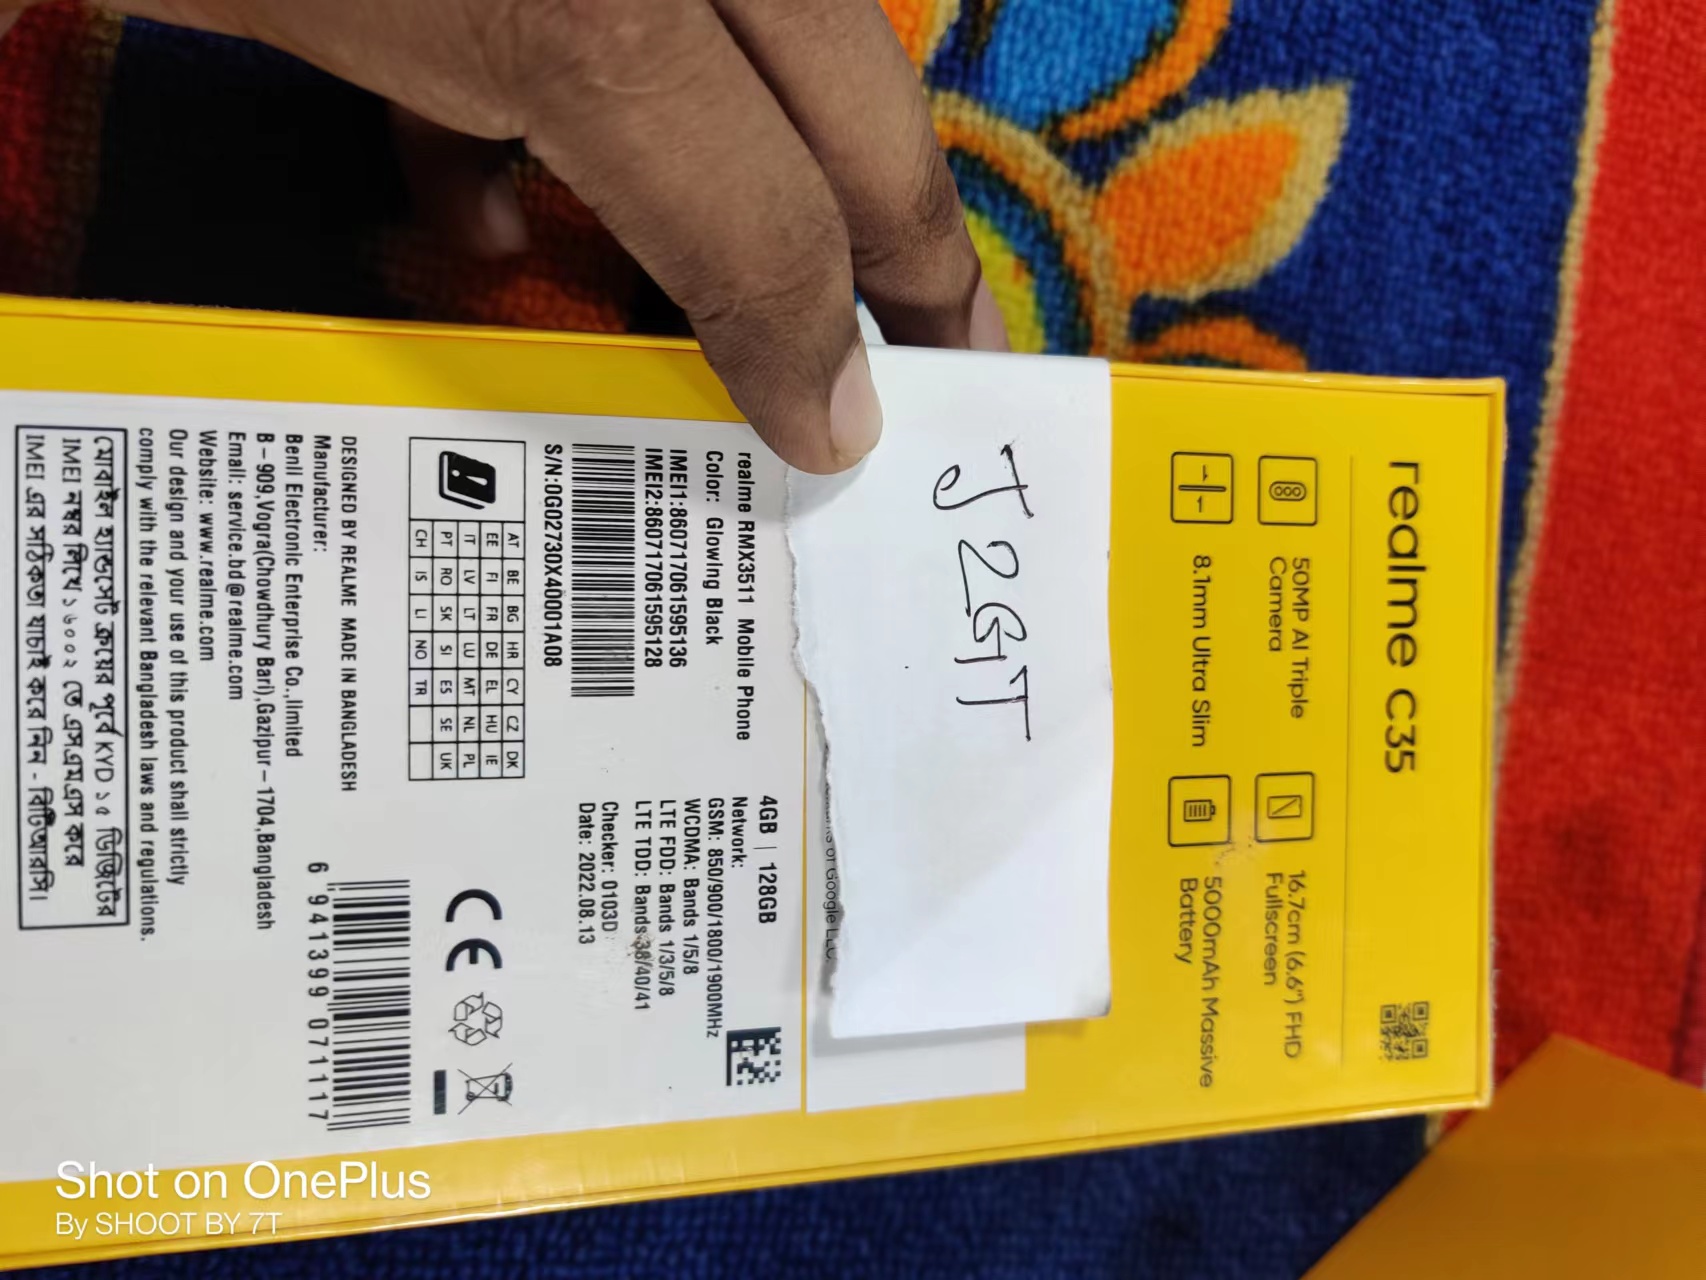 realme C35
50MP AI Triple
Camera
16.7cm (6.6") FHD
Fullscreen
8.1mm Ultra Slim
5000mAh Massive
Battery
J2GT
of Google LLC.
realme RMX3511 Mobile Phone
Color: Glowing Black
IMEI1:860717061595136
IMEI2:860717061595128
S/N:0G02730X40001A08
4GB | 128GB
Network:
GSM: 850/900/1800/1900MHz
WCDMA: Bands 1/5/8
LTE FDD: Bands 1/3/5/8
LTE TDD: Bands 38/40/41
Checker: 0103D
Date: 2022.08.13
AT BE BG HR CY CZ DK
EE FI FR DE EL HU IE
IT LV LT LU MT NL PL
PT RO SK SI ES SE UK
CH IS LI NO TR
CE
DESIGNED BY REALME MADE IN BANGLADESH
Manufacturer:
Benli Electronic Enterprise Co.,limited
B-909,Vogra(Chowdhury Bari),Gazipur-1704,Bangladesh
Email: service.bd@realme.com
Website: www.realme.com
Our design and your use of this product shall strictly
comply with the relevant Bangladesh laws and regulations.
6 941399 071117
মোবাইল হ্যান্ডসেট ক্রয়ের পূর্বে KYD ১৫ ডিজিটের
IMEI নম্বর লিখে ১৬০০২ তে এসএমএস করে
IMEI এর সঠিকতা যাচাই করে নিন - বিটিআরসি।
Shot on OnePlus
By SHOOT BY 7T